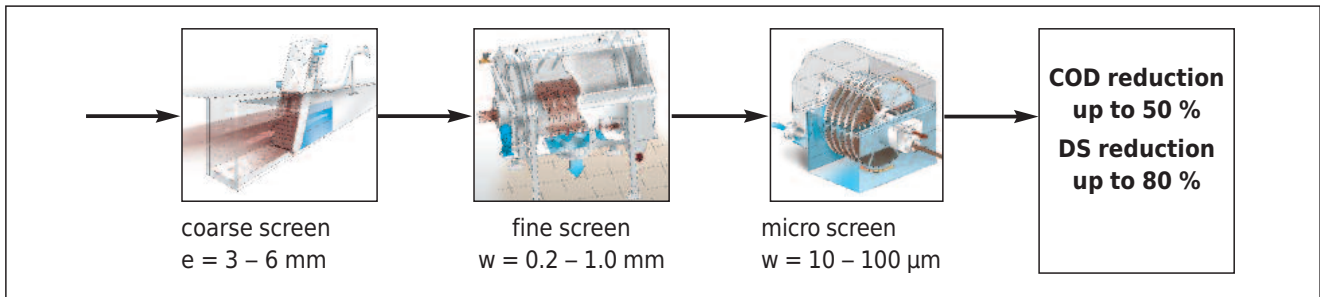 coarse screen
e = 3 – 6 mm
fine screen
w = 0.2 – 1.0 mm
micro screen
w = 10 – 100 µm
COD reduction
up to 50 %
DS reduction
up to 80 %